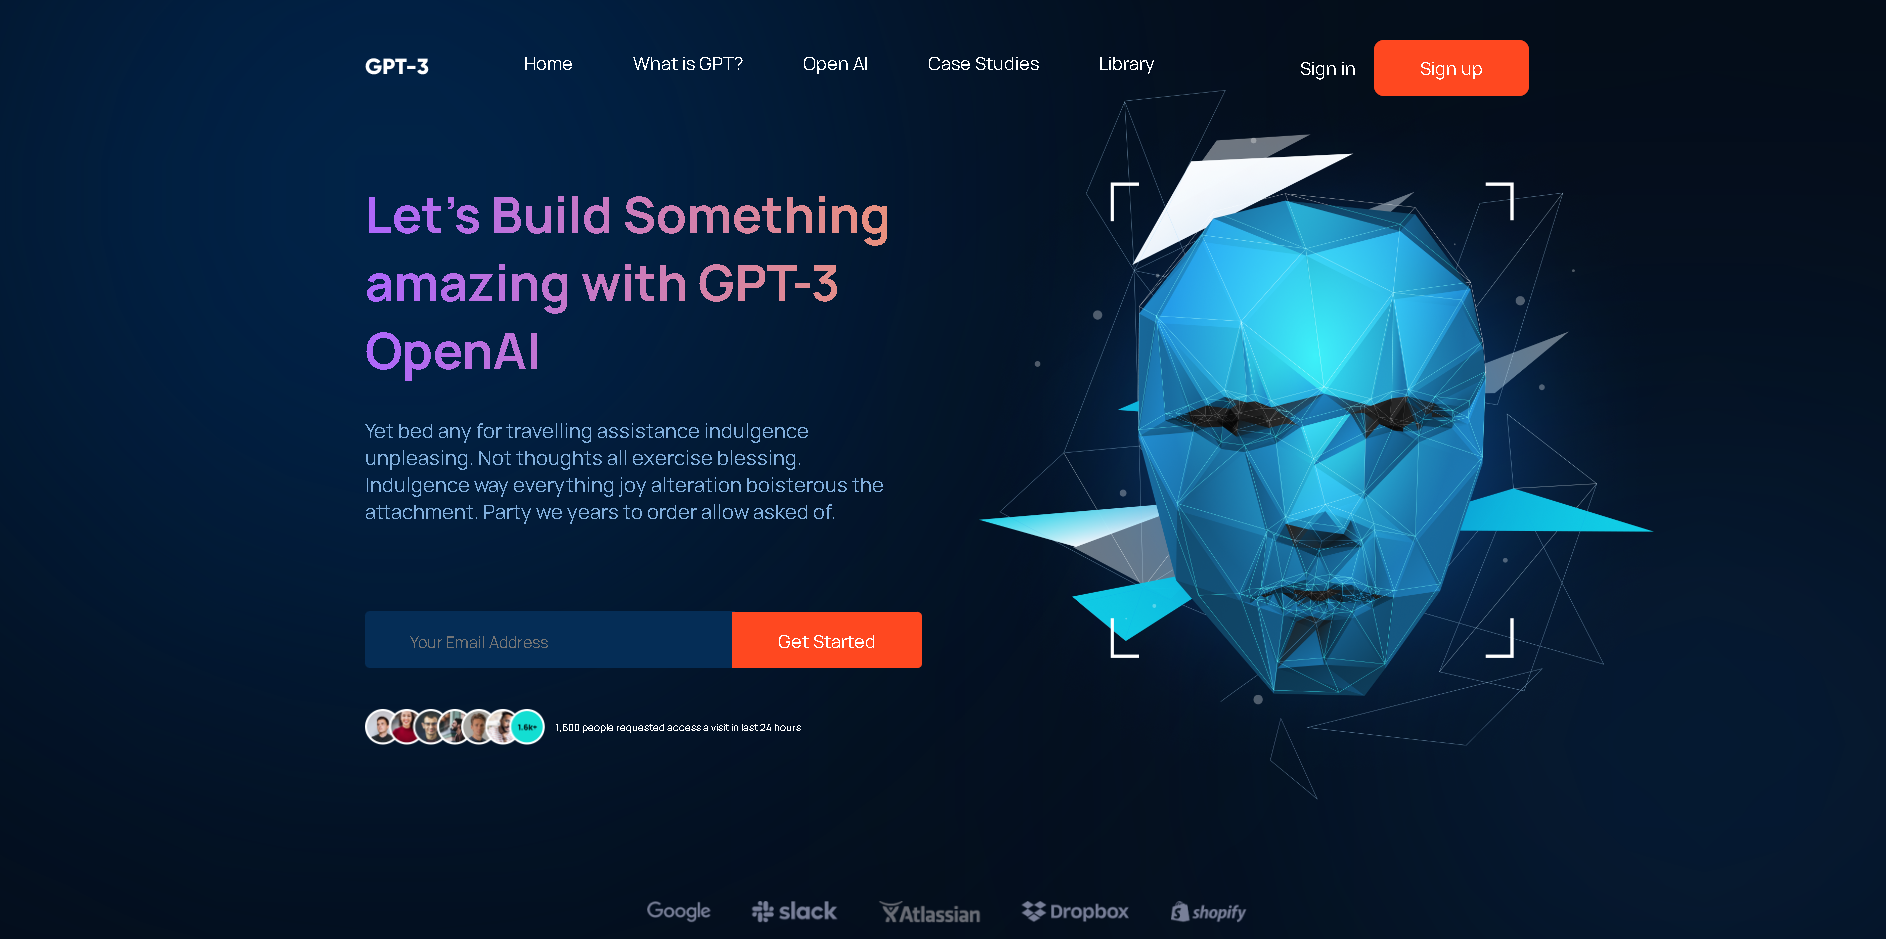 GPT-3
Home
What is GPT?
Open AI
Case Studies
Library
Sign in
Sign up
Let's Build Something
amazing with GPT-3
OpenAI
Yet bed any for travelling assistance indulgence
unpleasing. Not thoughts all exercise blessing.
Indulgence way everything joy alteration boisterous the
attachment. Party we years to order allow asked of.
Your Email Address
Get Started
1.6k+
1,600 people requested access a visit in last 24 hours
Google
slack
Atlassian
Dropbox
shopify